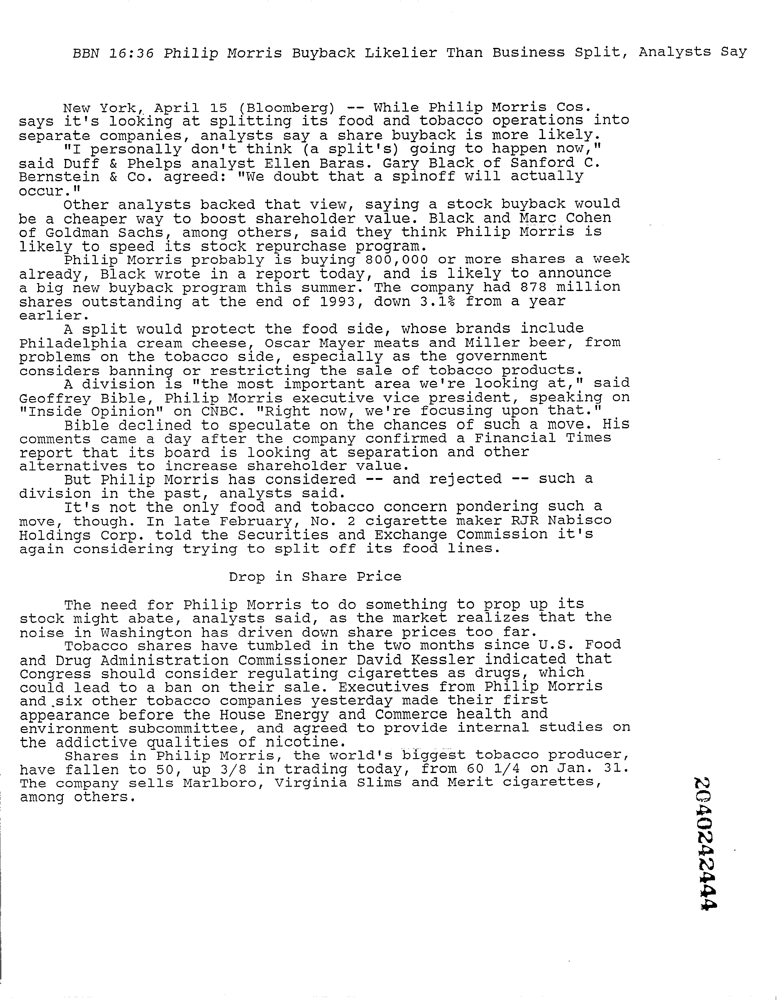 BBN 16:36 Philip Morris Buyback Likelier Than Business Split, Analysts Say
New York, April 15 (Bloomberg) -- While Philip Morris Cos.
says it's looking at splitting its food and tobacco operations into
separate companies, analysts say a share buyback is more likely.
"I personally don't think (a split's) going to happen now,"
said Duff & Phelps analyst Ellen Baras. Gary Black of Sanford C.
Bernstein & Co. agreed: "We doubt that a spinoff will actually
occur."
Other analysts backed that view, saying a stock buyback would
be a cheaper way to boost shareholder value. Black and Marc Cohen
of Goldman Sachs, among others, said they think Philip Morris is
likely to speed its stock repurchase program.
Philip Morris probably is buying 800,000 or more shares a week
already, Black wrote in a report today, and is likely to announce
a big new buyback program this summer. The company had 878 million
shares outstanding at the end of 1993, down 3.1% from a year
earlier.
A split would protect the food side, whose brands include
Philadelphia cream cheese, Oscar Mayer meats and Miller beer, from
problems on the tobacco side, especially as the government
considers banning or restricting the sale of tobacco products.
A division is "the most important area we're looking at," said
Geoffrey Bible, Philip Morris executive vice president, speaking on
"Inside Opinion" on CNBC. "Right now, we're focusing upon that."
Bible declined to speculate on the chances of such a move. His
comments came a day after the company confirmed a Financial Times
report that its board is looking at separation and other
alternatives to increase shareholder value.
But Philip Morris has considered -- and rejected -- such a
division in the past, analysts said.
It's not the only food and tobacco concern pondering such a
move, though. In late February, No. 2 cigarette maker RJR Nabisco
Holdings Corp. told the Securities and Exchange Commission it's
again considering trying to split off its food lines.
Drop in Share Price
The need for Philip Morris to do something to prop up its
stock might abate, analysts said, as the market realizes that the
noise in Washington has driven down share prices too far.
Tobacco shares have tumbled in the two months since U.S. Food
and Drug Administration Commissioner David Kessler indicated that
Congress should consider regulating cigarettes as drugs, which
could lead to a ban on their sale. Executives from Philip Morris
and six other tobacco companies yesterday made their first
appearance before the House Energy and Commerce health and
environment subcommittee, and agreed to provide internal studies on
the addictive qualities of nicotine.
Shares in Philip Morris, the world's biggest tobacco producer,
have fallen to 50, up 3/8 in trading today, from 60 1/4 on Jan. 31.
The company sells Marlboro, Virginia Slims and Merit cigarettes,
among others.
2040242444